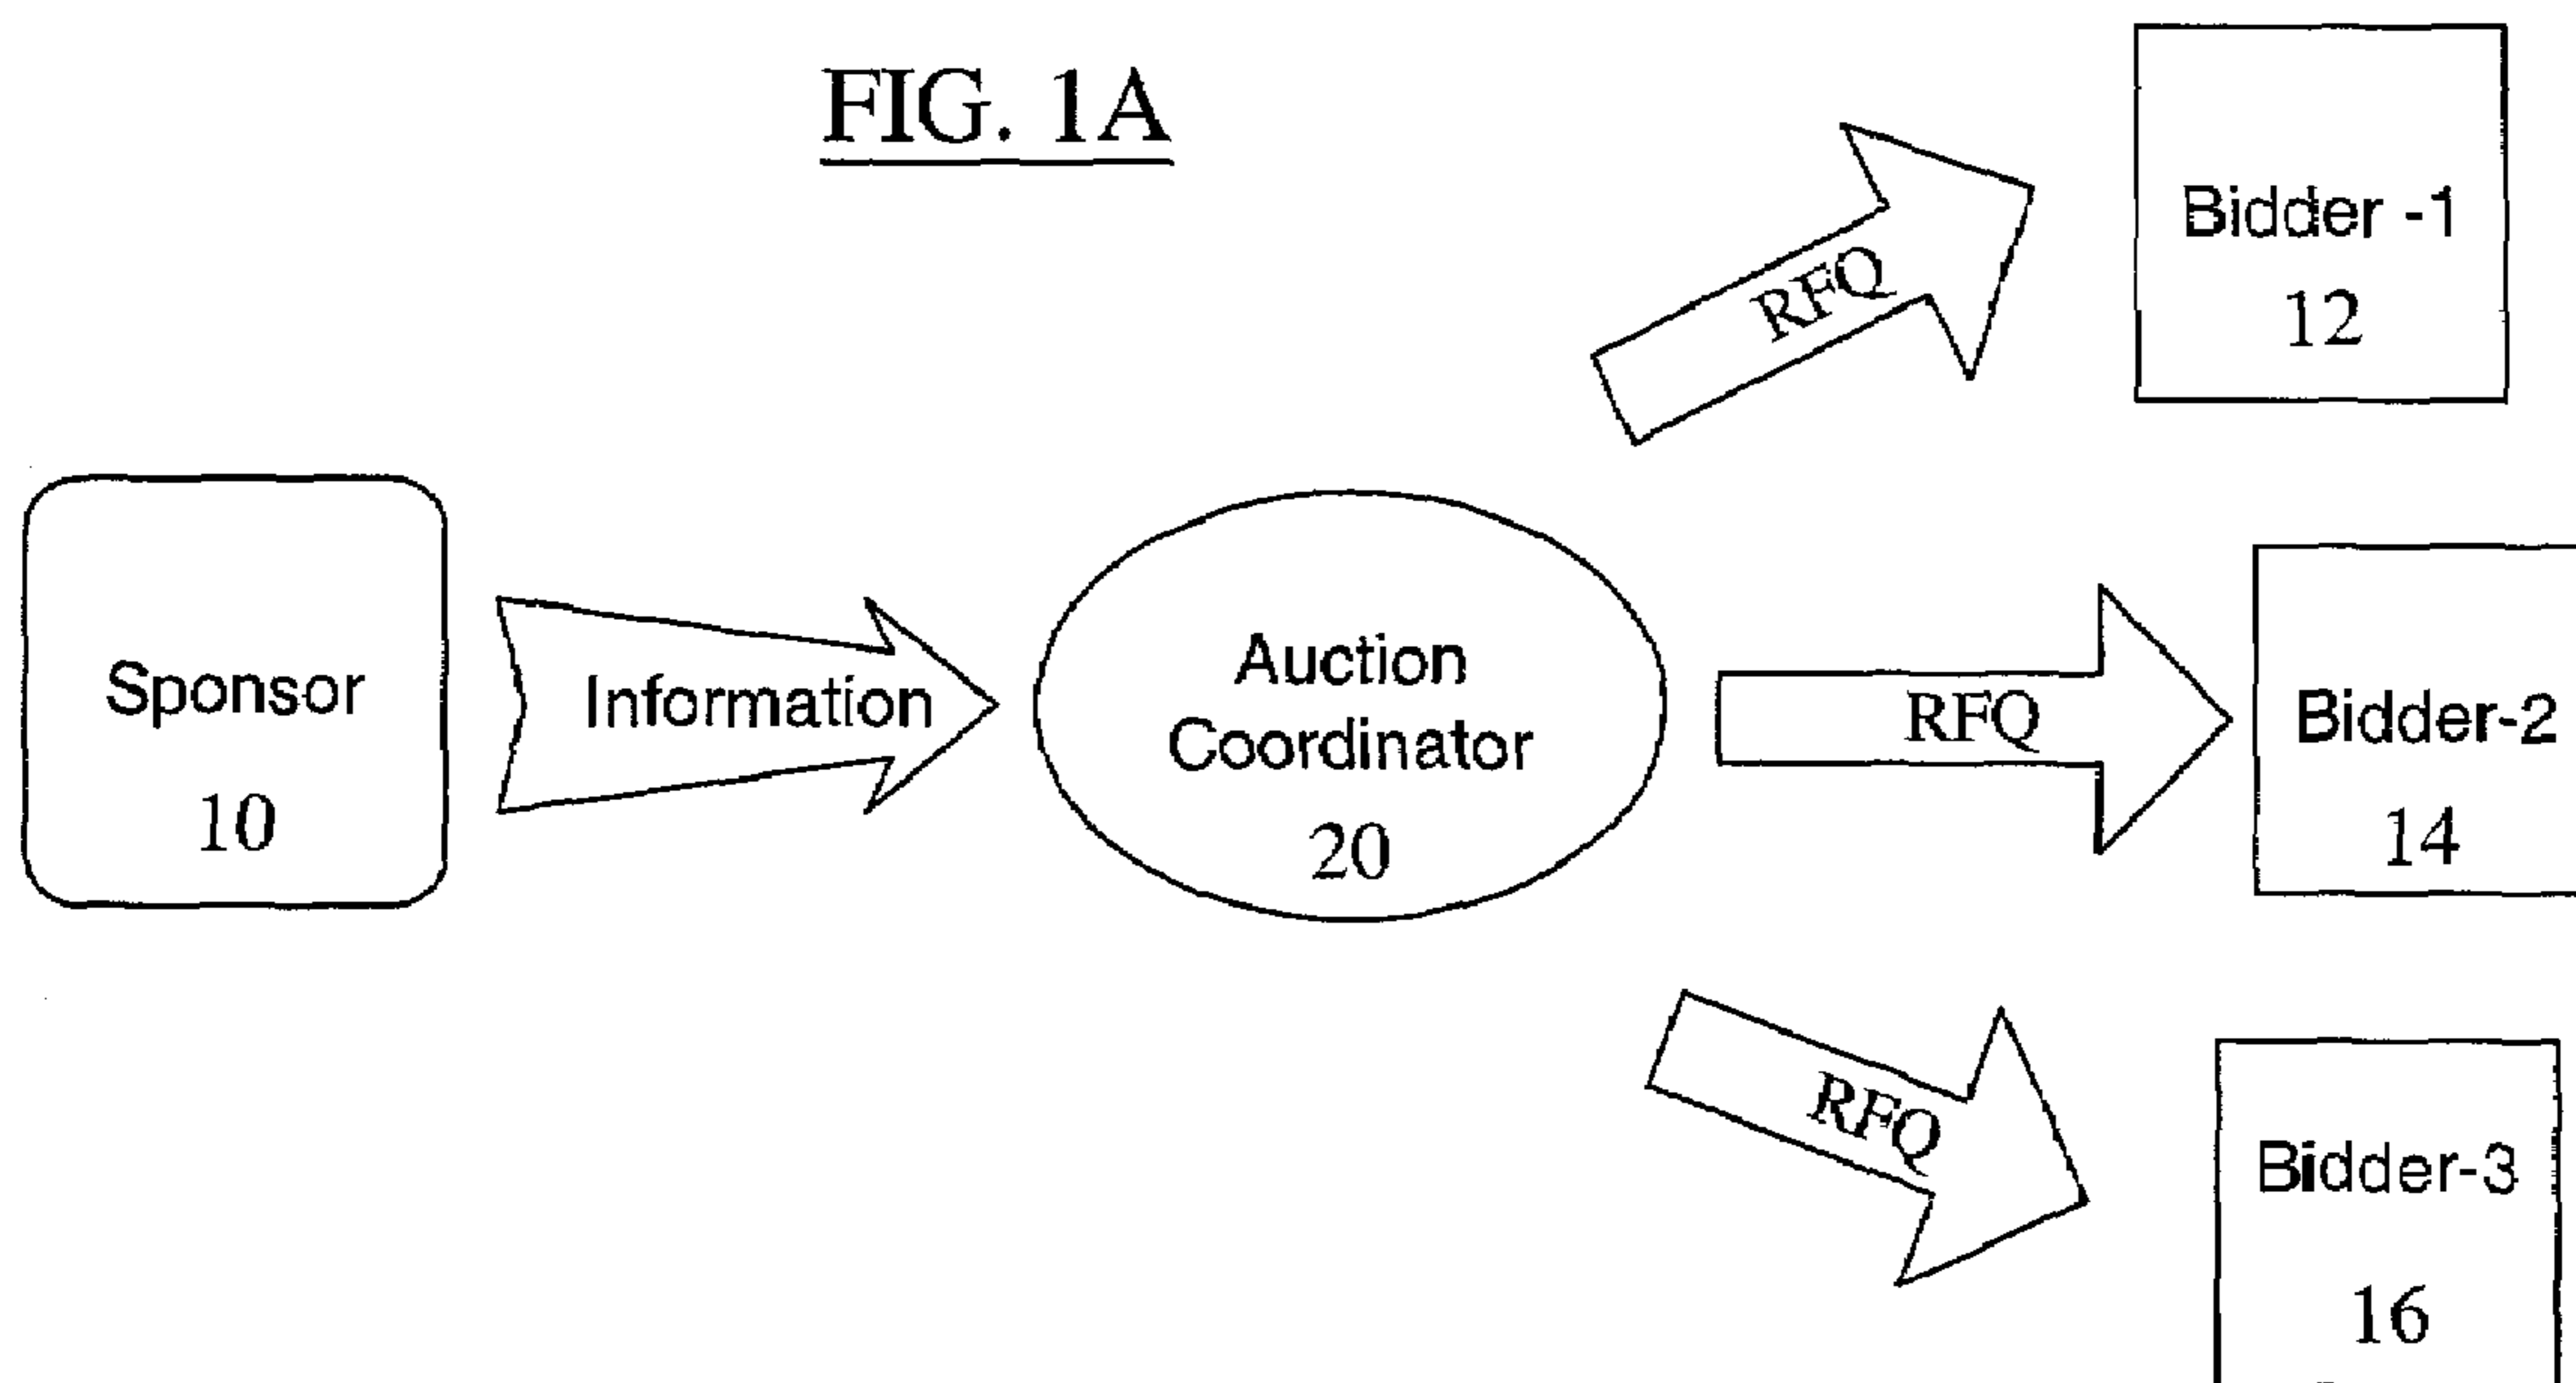 FIG. 1A
Sponsor
10
Information
Auction
Coordinator
20
RFQ
Bidder -1
12
RFQ
Bidder-2
14
RFQ
Bidder-3
16